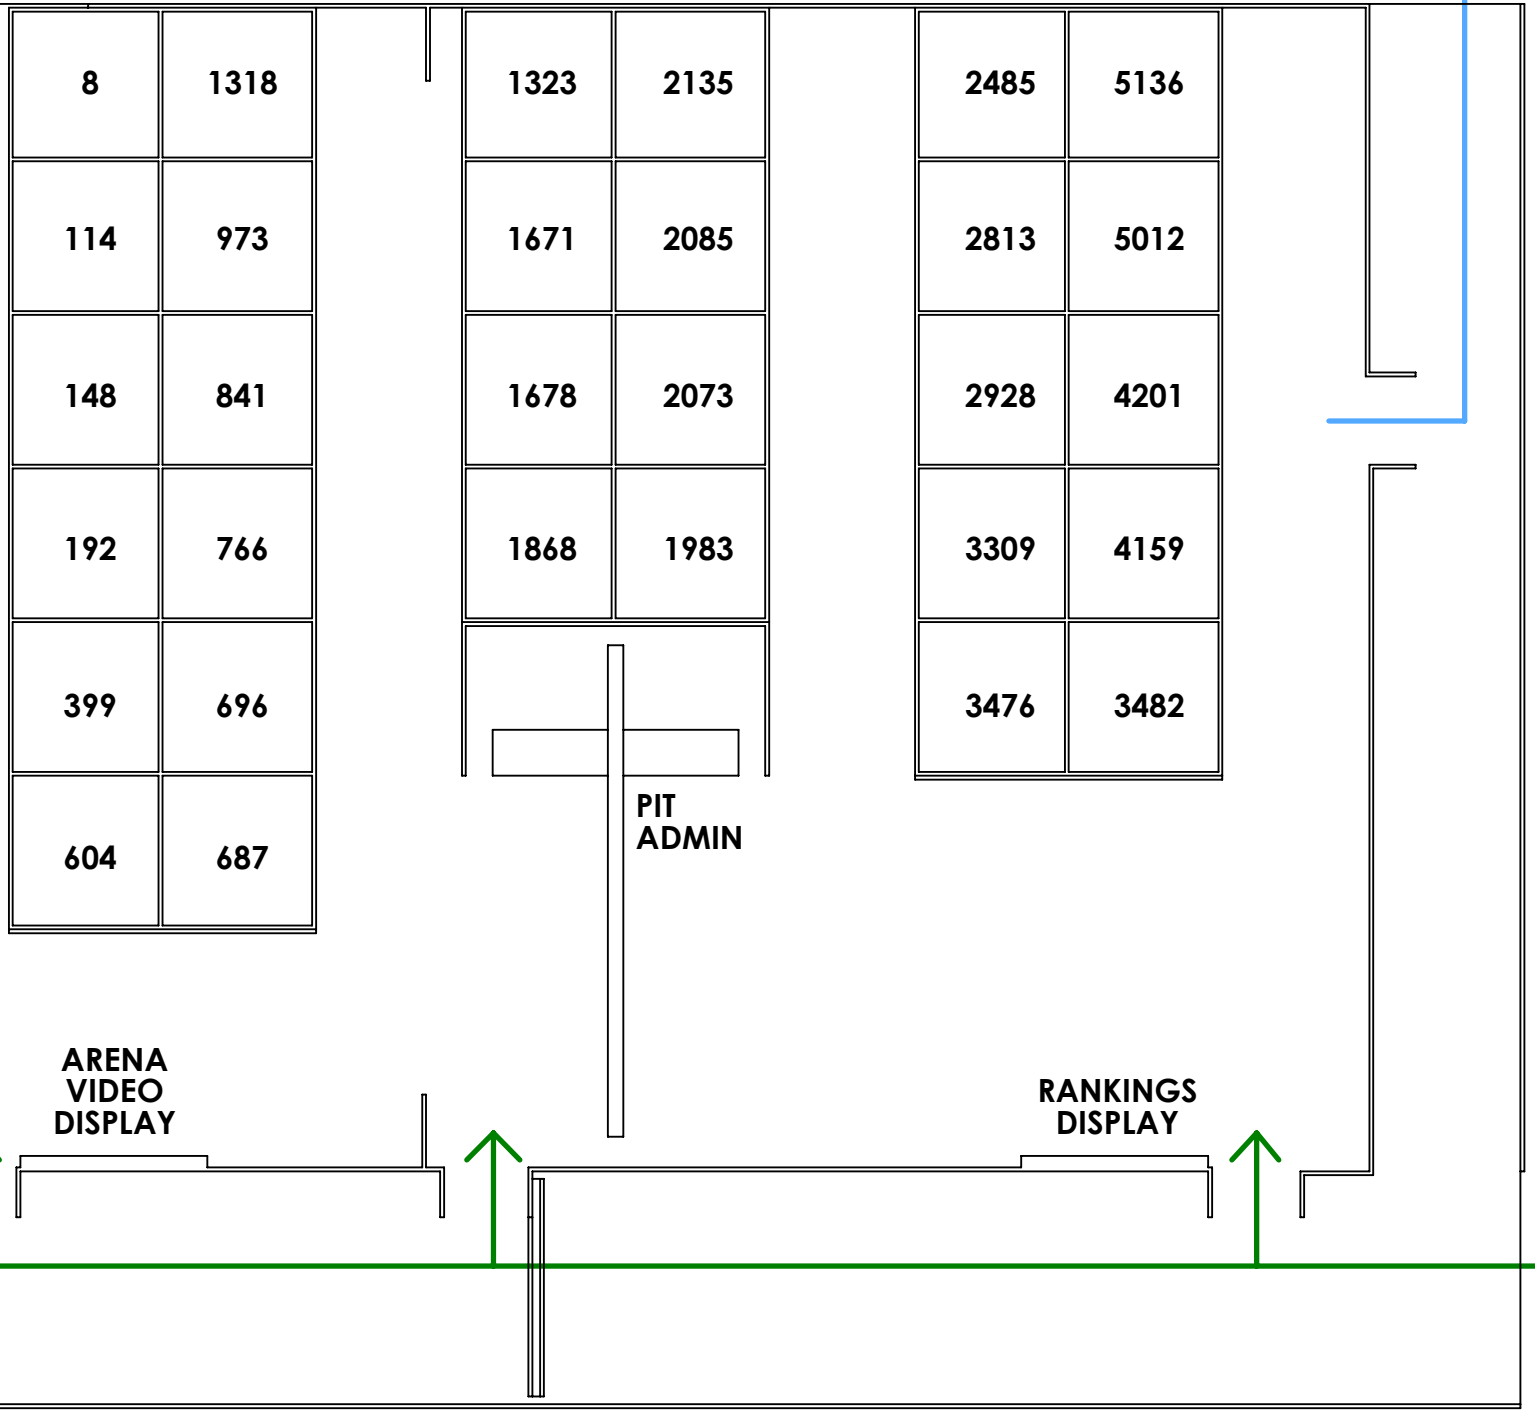 8 1318 1323 2135 2485 5136
114 973 1671 2085 2813 5012
148 841 1678 2073 2928 4201
192 766 1868 1983 3309 4159
399 696 3476 3482
PIT
ADMIN
604 687
ARENA
VIDEO
DISPLAY
RANKINGS
DISPLAY